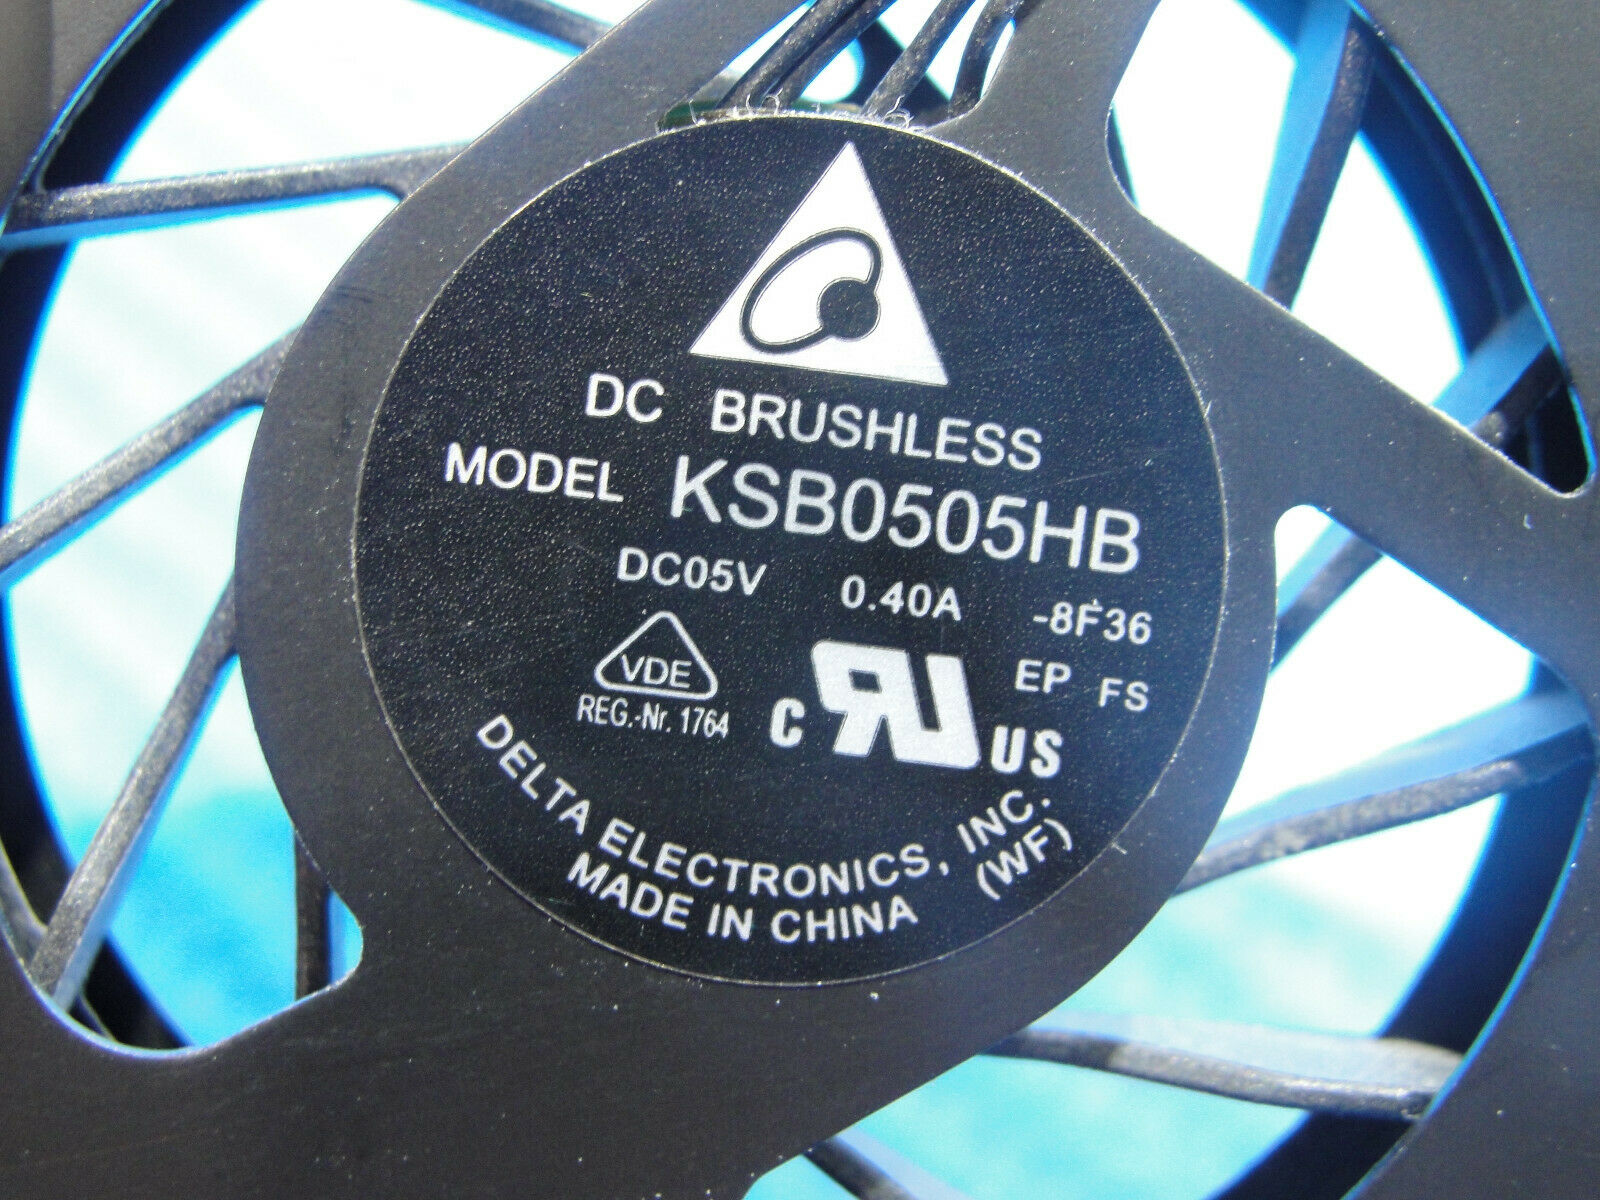 DC BRUSHLESS
MODEL KSB0505HB
DC05V 0.40A -8F36
EP FS
VDE
REG.-Nr. 1764
C RU US
DELTA ELECTRONICS, INC.
MADE IN CHINA (WF)